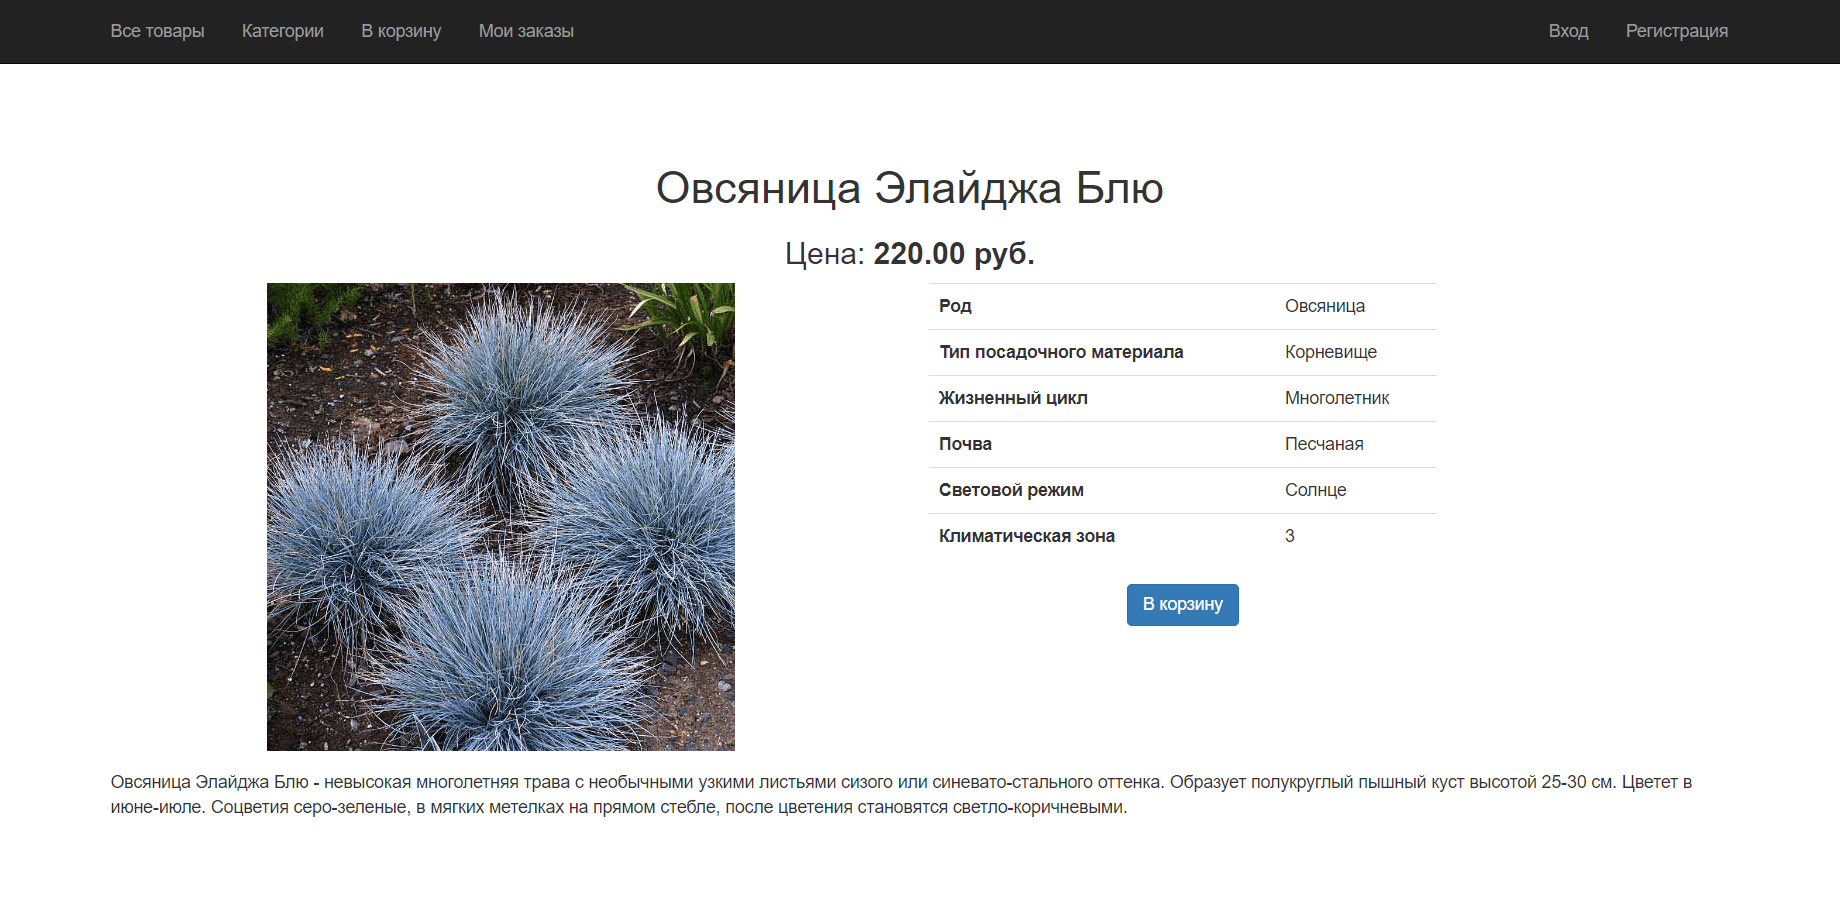 Все товары Категории В корзину Мои заказы Вход Регистрация
Овсяница Элайджа Блю
Цена: 220.00 руб.
Род Овсяница
Тип посадочного материала Корневище
Жизненный цикл Многолетник
Почва Песчаная
Световой режим Солнце
Климатическая зона 3
В корзину
Овсяница Элайджа Блю - невысокая многолетняя трава с необычными узкими листьями сизого или синевато-стального оттенка. Образует полукруглый пышный куст высотой 25-30 см. Цветет в
июне-июле. Соцветия серо-зеленые, в мягких метелках на прямом стебле, после цветения становятся светло-коричневыми.